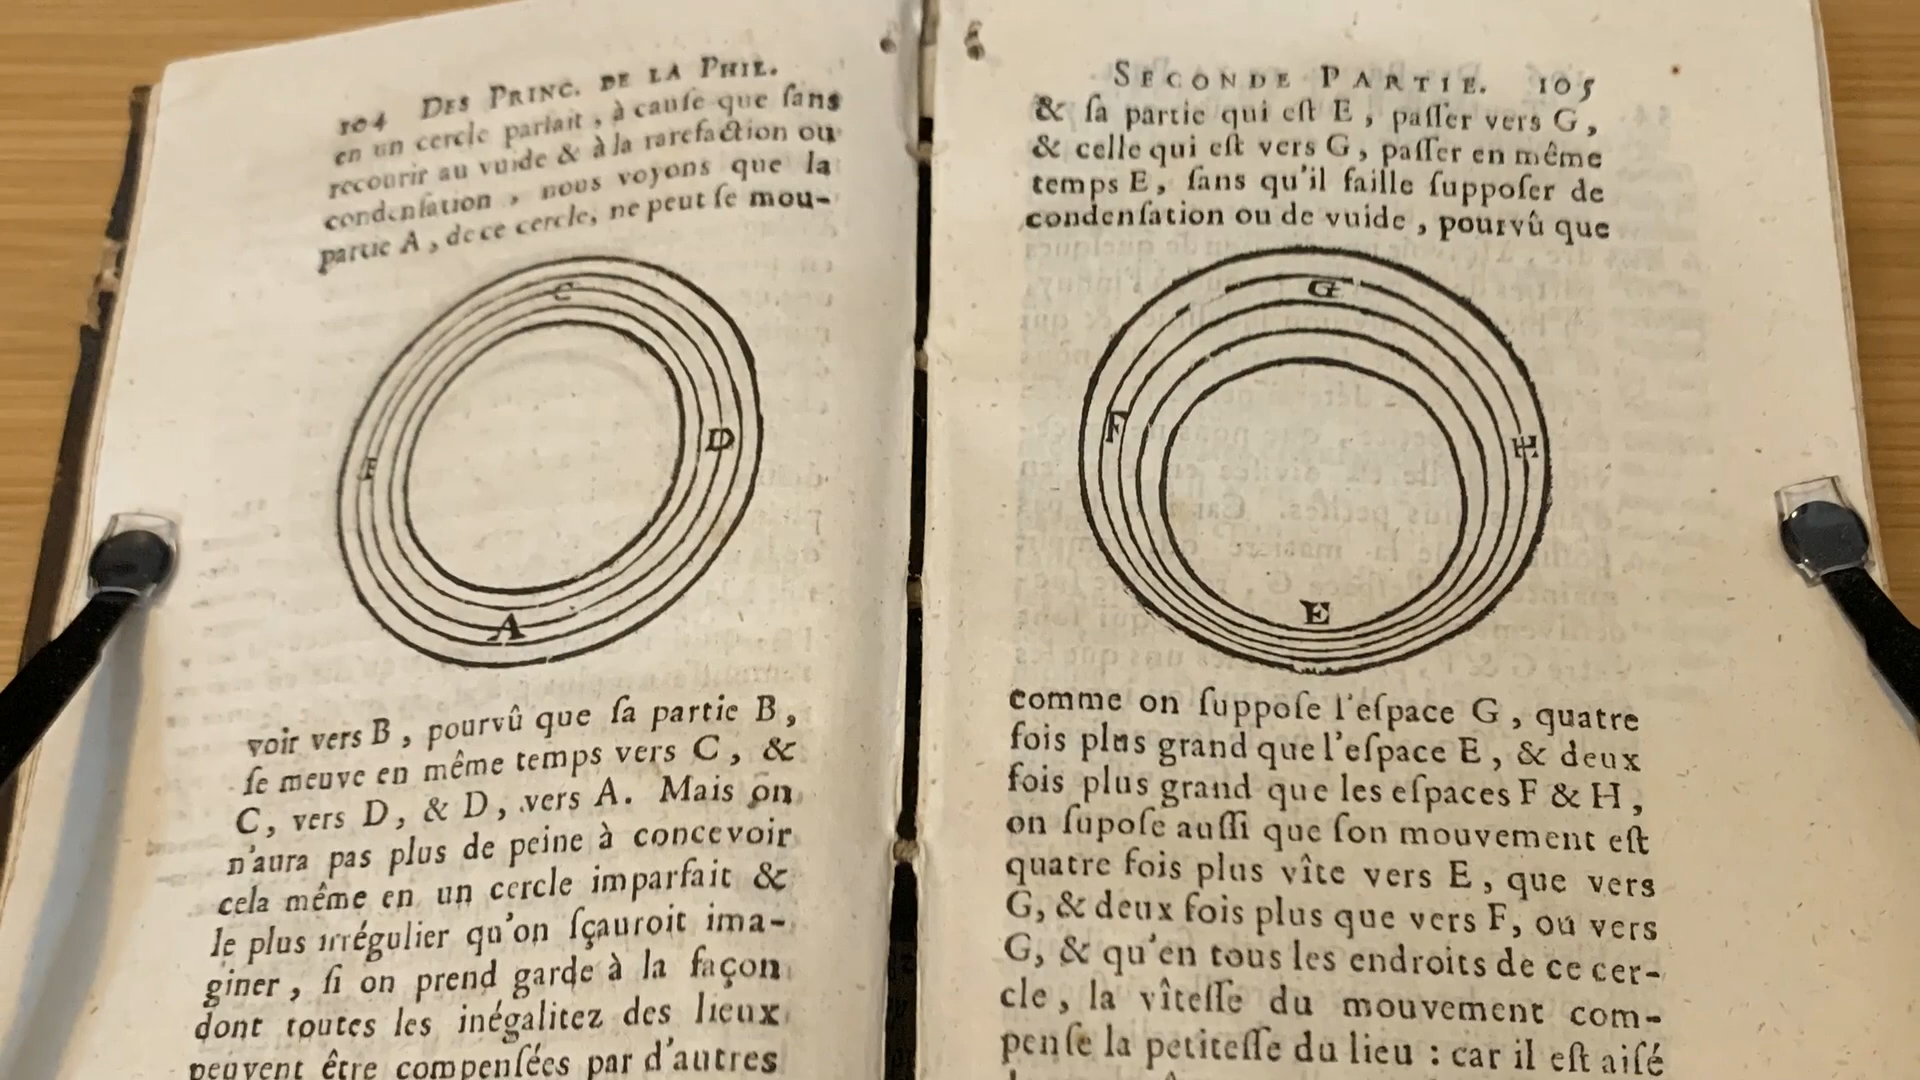 104 DES PRINC. DE LA PHIL.
en un cercle parfait, à cauſe que ſans
recourir au vuide & à la rarefaction ou
condenſation, nous voyons que la
partie A, de ce cercle, ne peut ſe mou-
C
D
A
voir vers B, pourvû que ſa partie B,
ſe meuve en même temps vers C, &
C, vers D, & D, vers A. Mais on
n'aura pas plus de peine à concevoir
cela même en un cercle imparfait &
le plus irrégulier qu'on ſçauroit ima-
giner, ſi on prend garde à la façon
dont toutes les inégalitez des lieux
peuvent être compenſées par d'autres
SECONDE PARTIE. 105
& ſa partie qui eſt E, paſſer vers G,
& celle qui eſt vers G, paſſer en même
temps E, ſans qu'il faille ſuppoſer de
condenſation ou de vuide, pourvû que
G
F
H
E
comme on ſuppoſe l'eſpace G, quatre
fois plus grand que l'eſpace E, & deux
fois plus grand que les eſpaces F & H,
on ſupoſe auſſi que ſon mouvement eſt
quatre fois plus vîte vers E, que vers
G, & deux fois plus que vers F, ou vers
G, & qu'en tous les endroits de ce cer-
cle, la vîteſſe du mouvement com-
penſe la petiteſſe du lieu : car il eſt aiſé